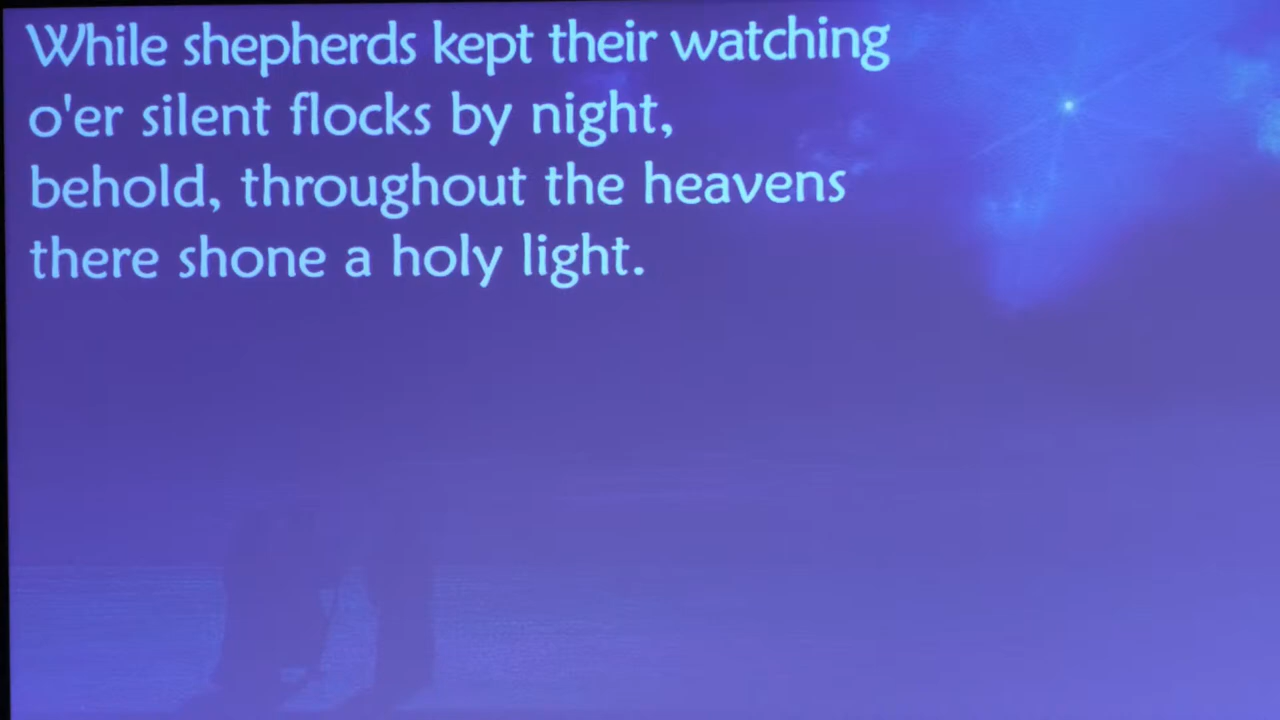 While shepherds kept their watching
o'er silent flocks by night,
behold, throughout the heavens
there shone a holy light.